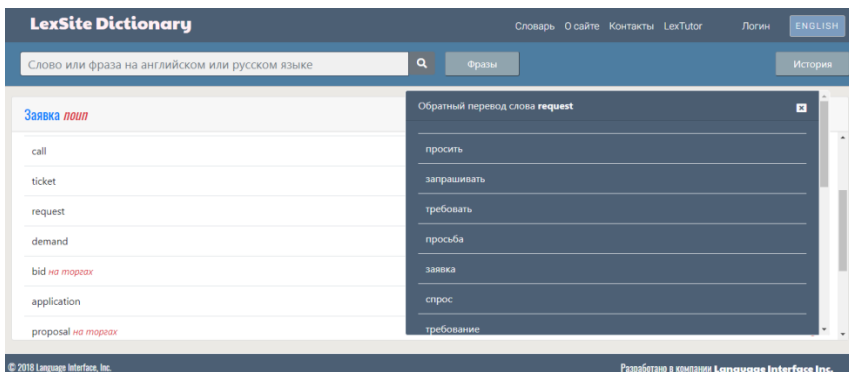 LexSite Dictionary
Словарь О сайте Контакты LexTutor Логин ENGLISH
Слово или фраза на английском или русском языке Фразы История
Заявка noun
call
ticket
request
demand
bid на торгах
application
proposal на торгах
Обратный перевод слова request
просить
запрашивать
требовать
просьба
заявка
спрос
требование
© 2018 Language Interface, Inc. Разработано в компании Language Interface Inc.